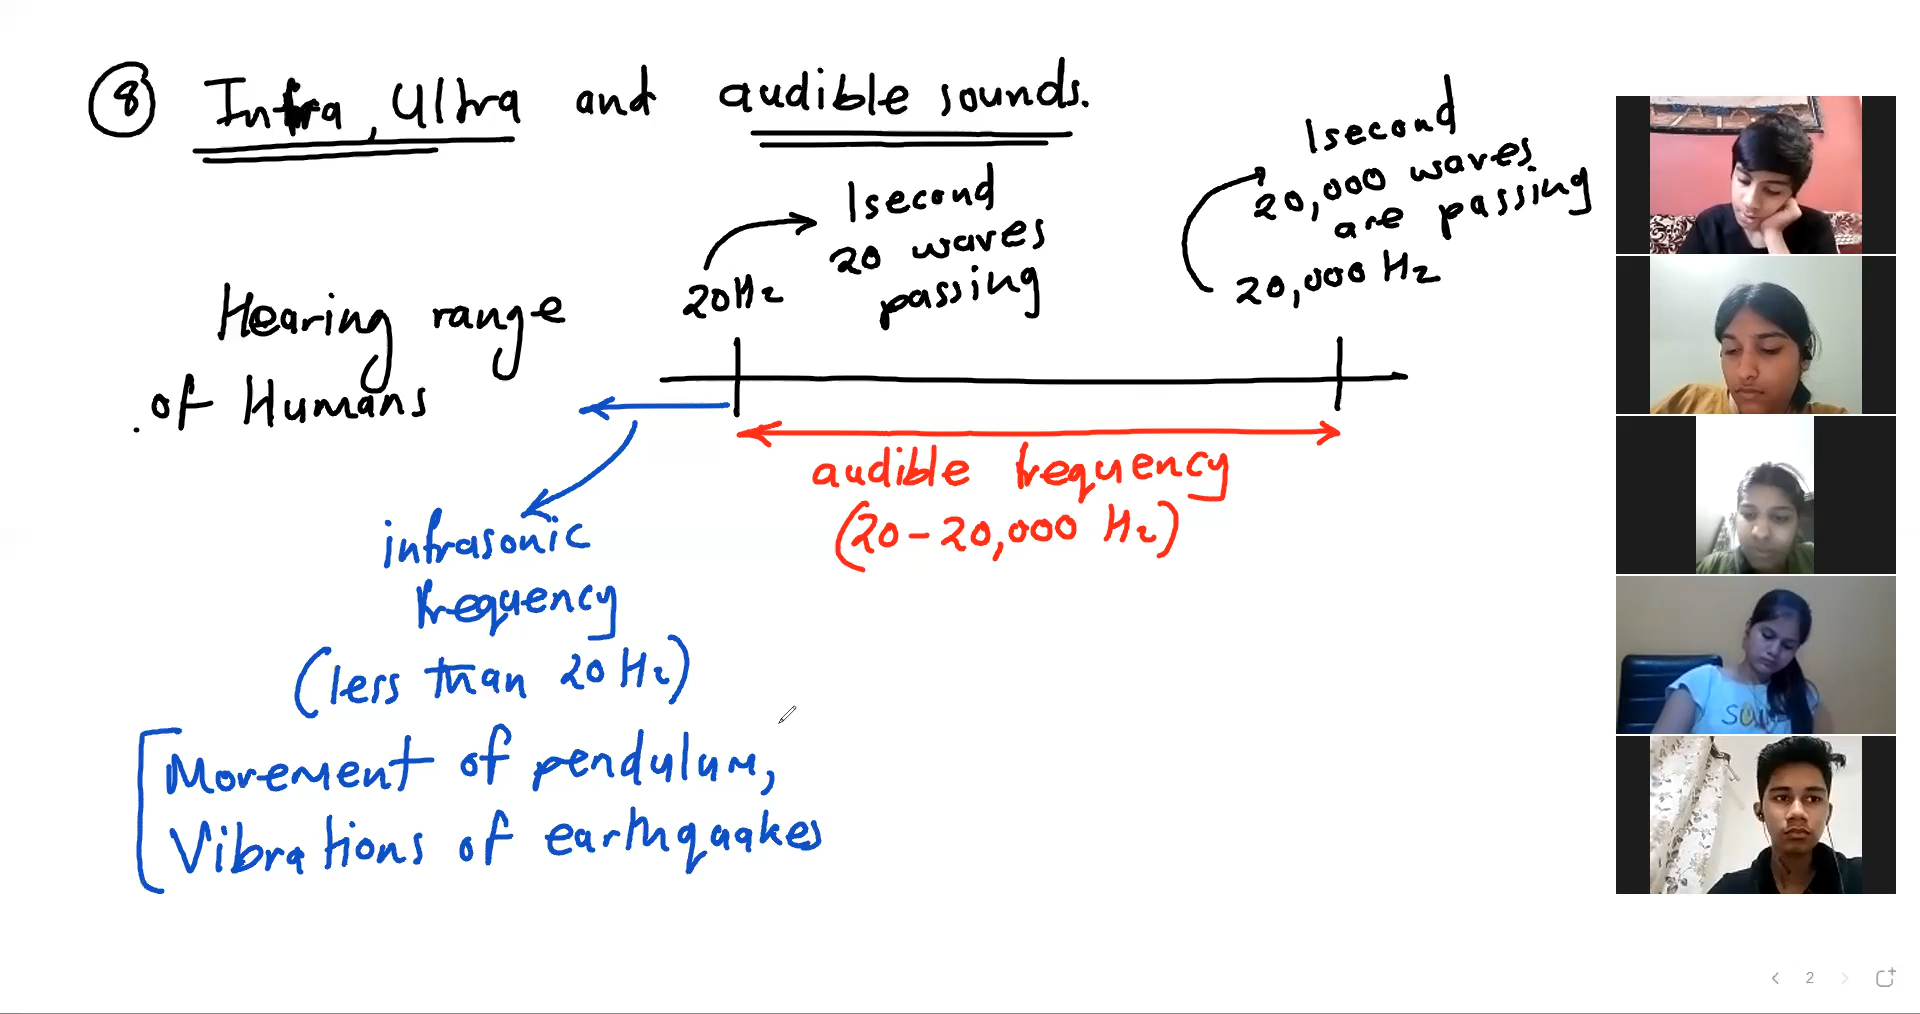 8 Infra, Ultra and audible sounds.
1second
20 waves
passing
20Hz
1second
20,000 waves
are passing
20,000 Hz
Hearing range
of Humans
audible frequency
(20-20,000 Hz)
infrasonic
frequency
(less than 20 Hz)
Movement of pendulum,
Vibrations of earthquakes
2